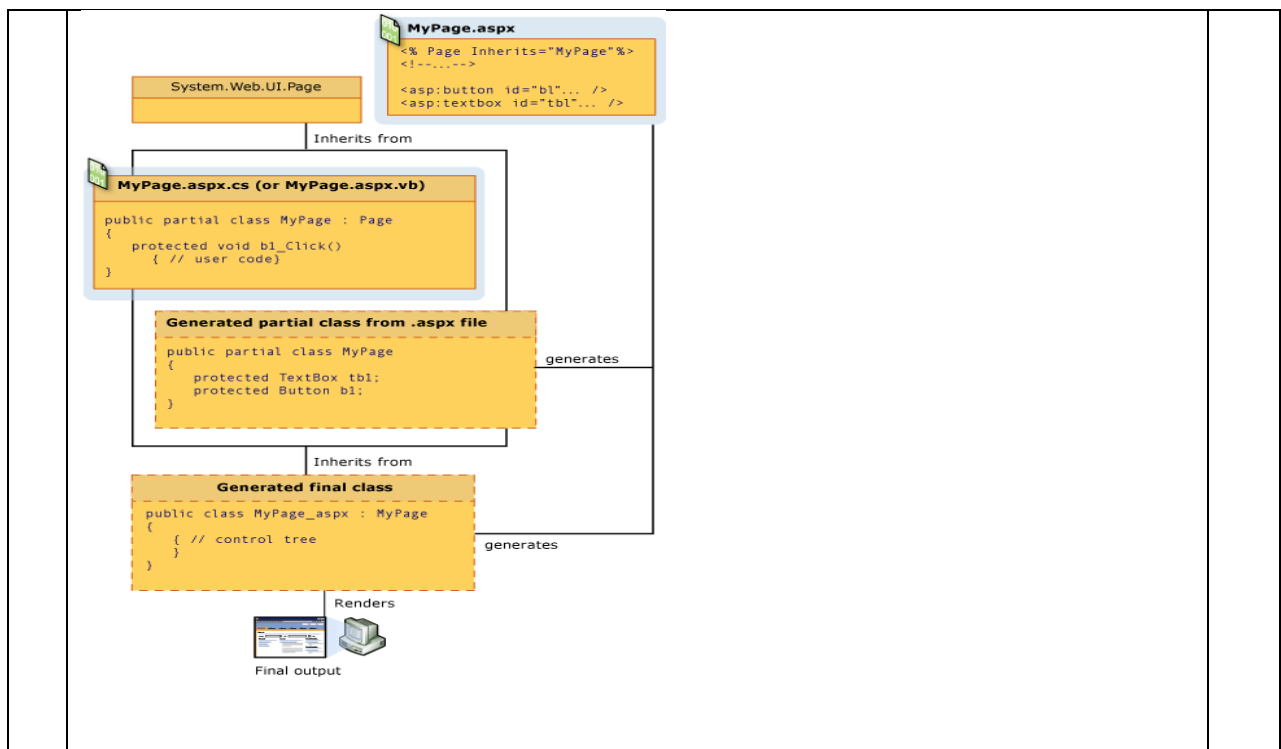 MyPage.aspx
<% Page Inherits="MyPage"%>
<!--...-->
<asp:button id="bl"... />
<asp:textbox id="tbl"... />
System.Web.UI.Page
Inherits from
MyPage.aspx.cs (or MyPage.aspx.vb)
public partial class MyPage : Page
{
protected void b1_Click()
{ // user code}
}
Generated partial class from .aspx file
public partial class MyPage
{
protected TextBox tb1;
protected Button b1;
}
generates
Inherits from
Generated final class
public class MyPage_aspx : MyPage
{
{ // control tree
}
}
generates
Renders
Final output